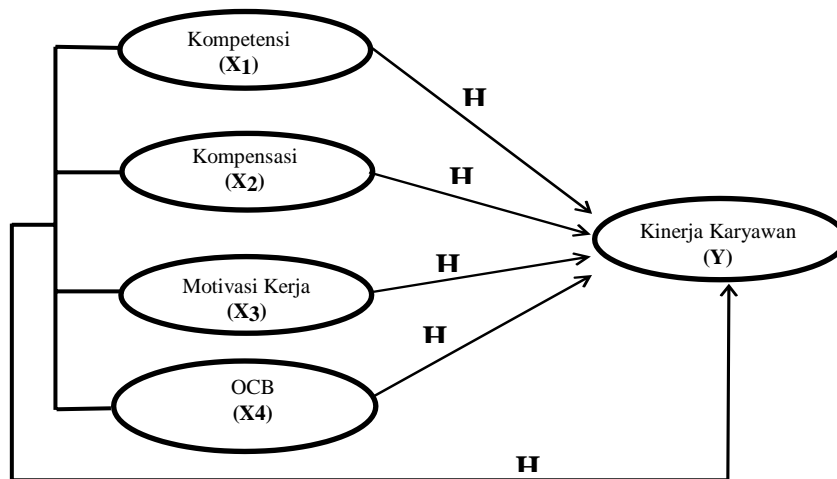 Kompetensi
(X1)
H
Kompensasi
(X2)
H
Kinerja Karyawan
(Y)
Motivasi Kerja
(X3)
H
H
OCB
(X4)
H